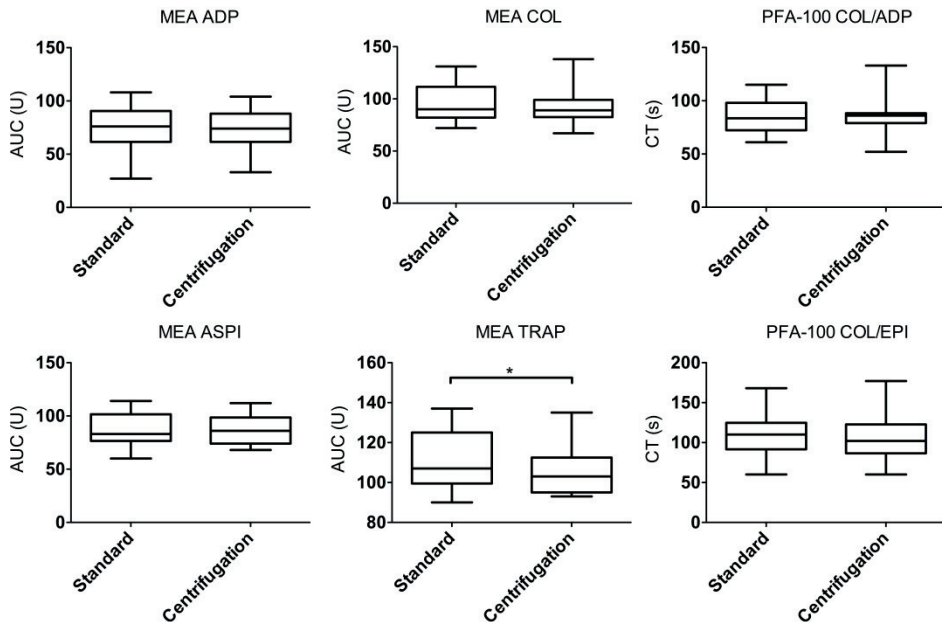 MEA ADP
150
100
50
0
AUC (U)
Standard
Centrifugation
MEA COL
150
100
50
0
AUC (U)
Standard
Centrifugation
PFA-100 COL/ADP
150
100
50
0
CT (s)
Standard
Centrifugation
MEA ASPI
150
100
50
0
AUC (U)
Standard
Centrifugation
MEA TRAP
160
140
120
100
80
AUC (U)
*
Standard
Centrifugation
PFA-100 COL/EPI
200
150
100
50
0
CT (s)
Standard
Centrifugation